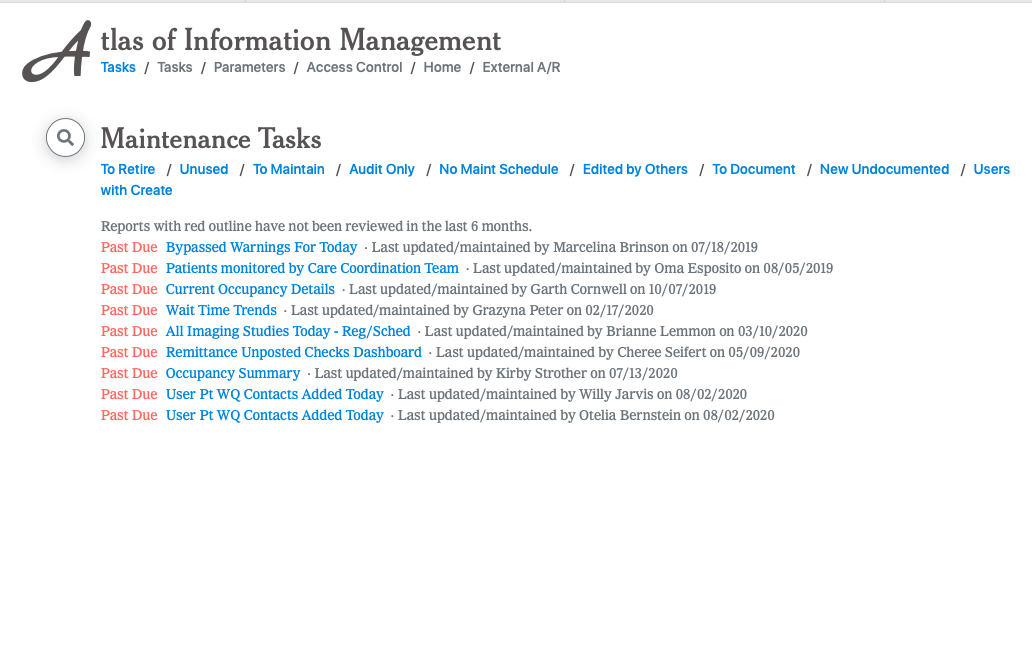 Atlas of Information Management
Tasks / Tasks / Parameters / Access Control / Home / External A/R
Maintenance Tasks
To Retire / Unused / To Maintain / Audit Only / No Maint Schedule / Edited by Others / To Document / New Undocumented / Users
with Create
Reports with red outline have not been reviewed in the last 6 months.
Past Due Bypassed Warnings For Today · Last updated/maintained by Marcelina Brinson on 07/18/2019
Past Due Patients monitored by Care Coordination Team · Last updated/maintained by Oma Esposito on 08/05/2019
Past Due Current Occupancy Details · Last updated/maintained by Garth Cornwell on 10/07/2019
Past Due Wait Time Trends · Last updated/maintained by Grazyna Peter on 02/17/2020
Past Due All Imaging Studies Today - Reg/Sched · Last updated/maintained by Brianne Lemmon on 03/10/2020
Past Due Remittance Unposted Checks Dashboard · Last updated/maintained by Cheree Seifert on 05/09/2020
Past Due Occupancy Summary · Last updated/maintained by Kirby Strother on 07/13/2020
Past Due User Pt WQ Contacts Added Today · Last updated/maintained by Willy Jarvis on 08/02/2020
Past Due User Pt WQ Contacts Added Today · Last updated/maintained by Otelia Bernstein on 08/02/2020